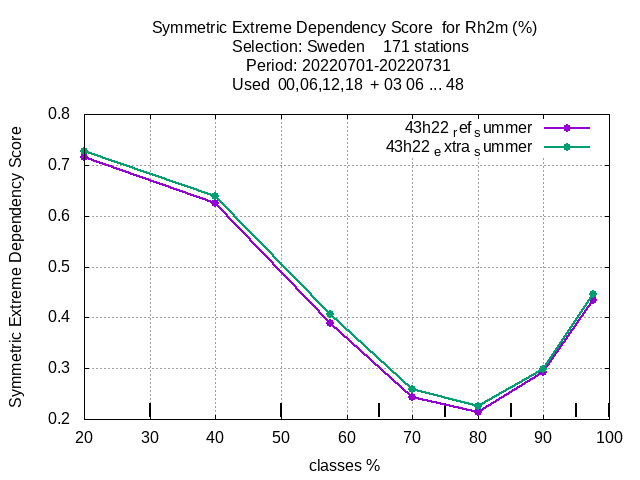 Symmetric Extreme Dependency Score  for Rh2m (%)
Selection: Sweden    171 stations
Period: 20220701-20220731
Used  00,06,12,18  + 03 06 ... 48
43h22 ref summer
43h22 extra summer
Symmetric Extreme Dependency Score
0.8
0.7
0.6
0.5
0.4
0.3
0.2
20 30 40 50 60 70 80 90 100
classes %